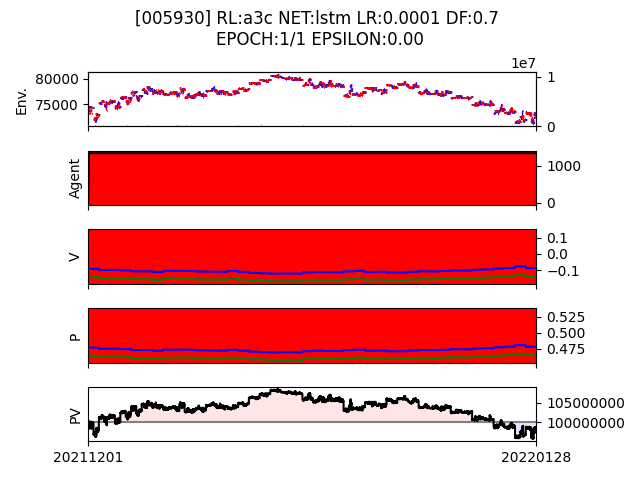 [005930] RL:a3c NET:lstm LR:0.0001 DF:0.7
EPOCH:1/1 EPSILON:0.00
1e7
80000
75000
Env.
1
0
Agent
1000
0
V
0.1
0.0
−0.1
P
0.525
0.500
0.475
PV
105000000
100000000
20211201
20220128